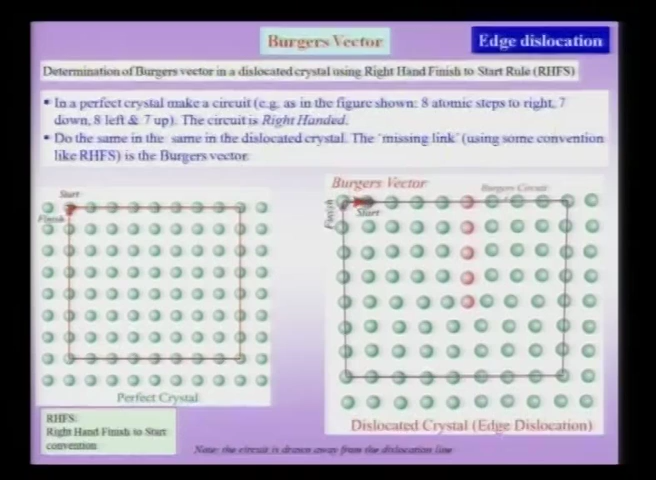 Burgers Vector
Edge dislocation
Determination of Burgers vector in a dislocated crystal using Right Hand Finish to Start Rule (RHFS)
In a perfect crystal make a circuit (e.g. as in the figure shown: 8 atomic steps to right, 7
down, 8 left & 7 up). The circuit is Right Handed.
Do the same in the same in the dislocated crystal. The 'missing link' (using some convention
like RHFS) is the Burgers vector.
Start
Finish
Perfect Crystal
RHFS:
Right Hand Finish to Start
convention
Burgers Vector
Burgers Circuit
Finish
Start
Dislocated Crystal (Edge Dislocation)
Note: the circuit is drawn away from the dislocation line